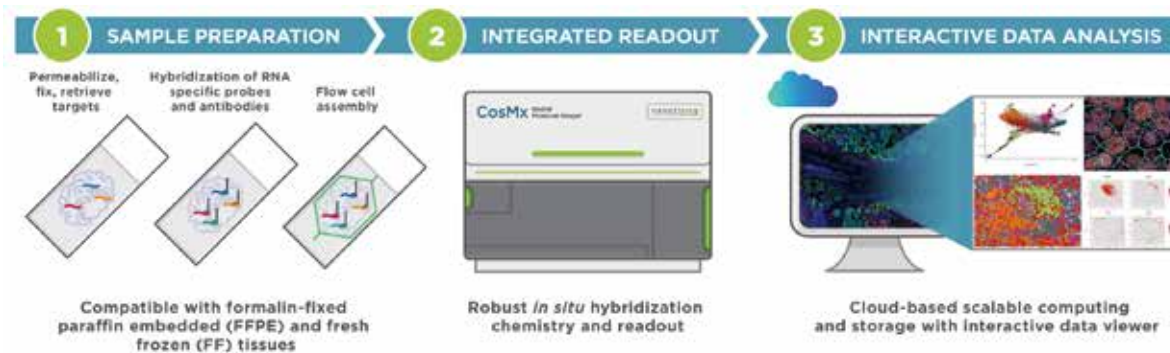 1 SAMPLE PREPARATION
2 INTEGRATED READOUT
3 INTERACTIVE DATA ANALYSIS
Permeabilize,
fix, retrieve
targets
Hybridization of RNA
specific probes
and antibodies
Flow cell
assembly
CosMx
nanostring
Compatible with formalin-fixed
paraffin embedded (FFPE) and fresh
frozen (FF) tissues
Robust in situ hybridization
chemistry and readout
Cloud-based scalable computing
and storage with interactive data viewer